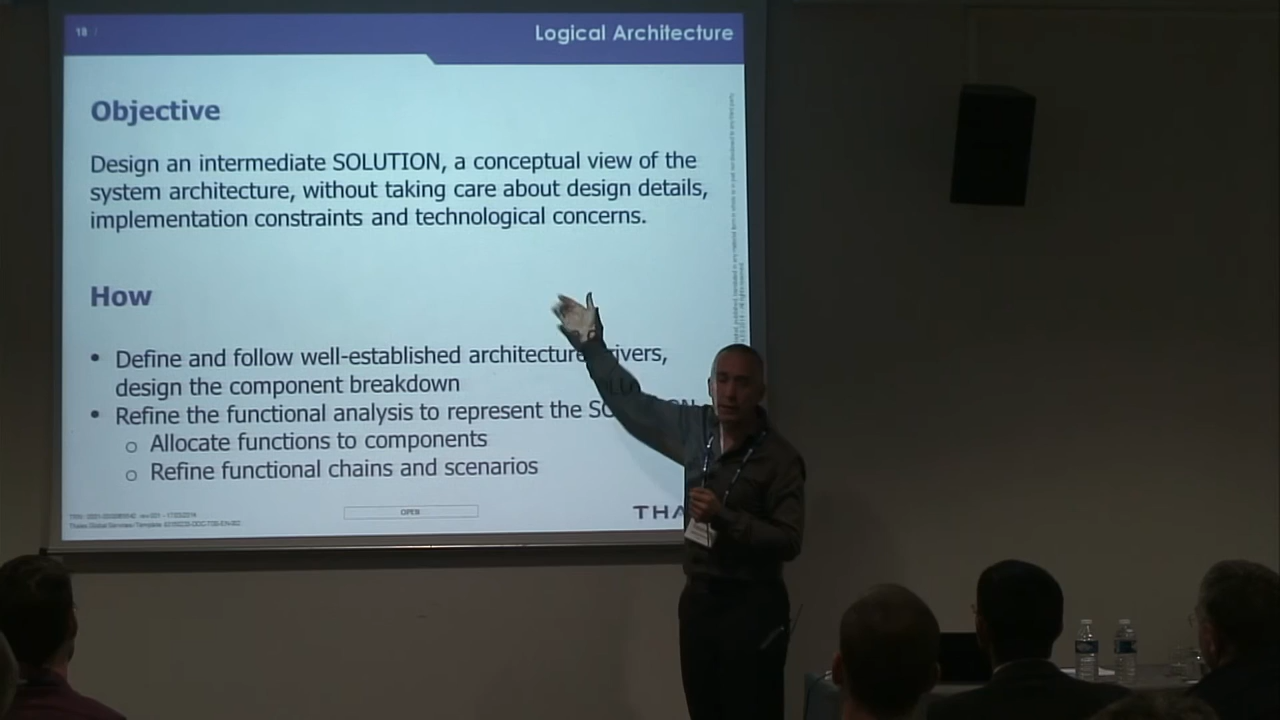 18
Logical Architecture
Objective
Design an intermediate SOLUTION, a conceptual view of the
system architecture, without taking care about design details,
implementation constraints and technological concerns.
How
• Define and follow well-established architecture
design the component breakdown
• Refine the functional analysis to represent the
o Allocate functions to components
o Refine functional chains and scenarios
OPEN
THA